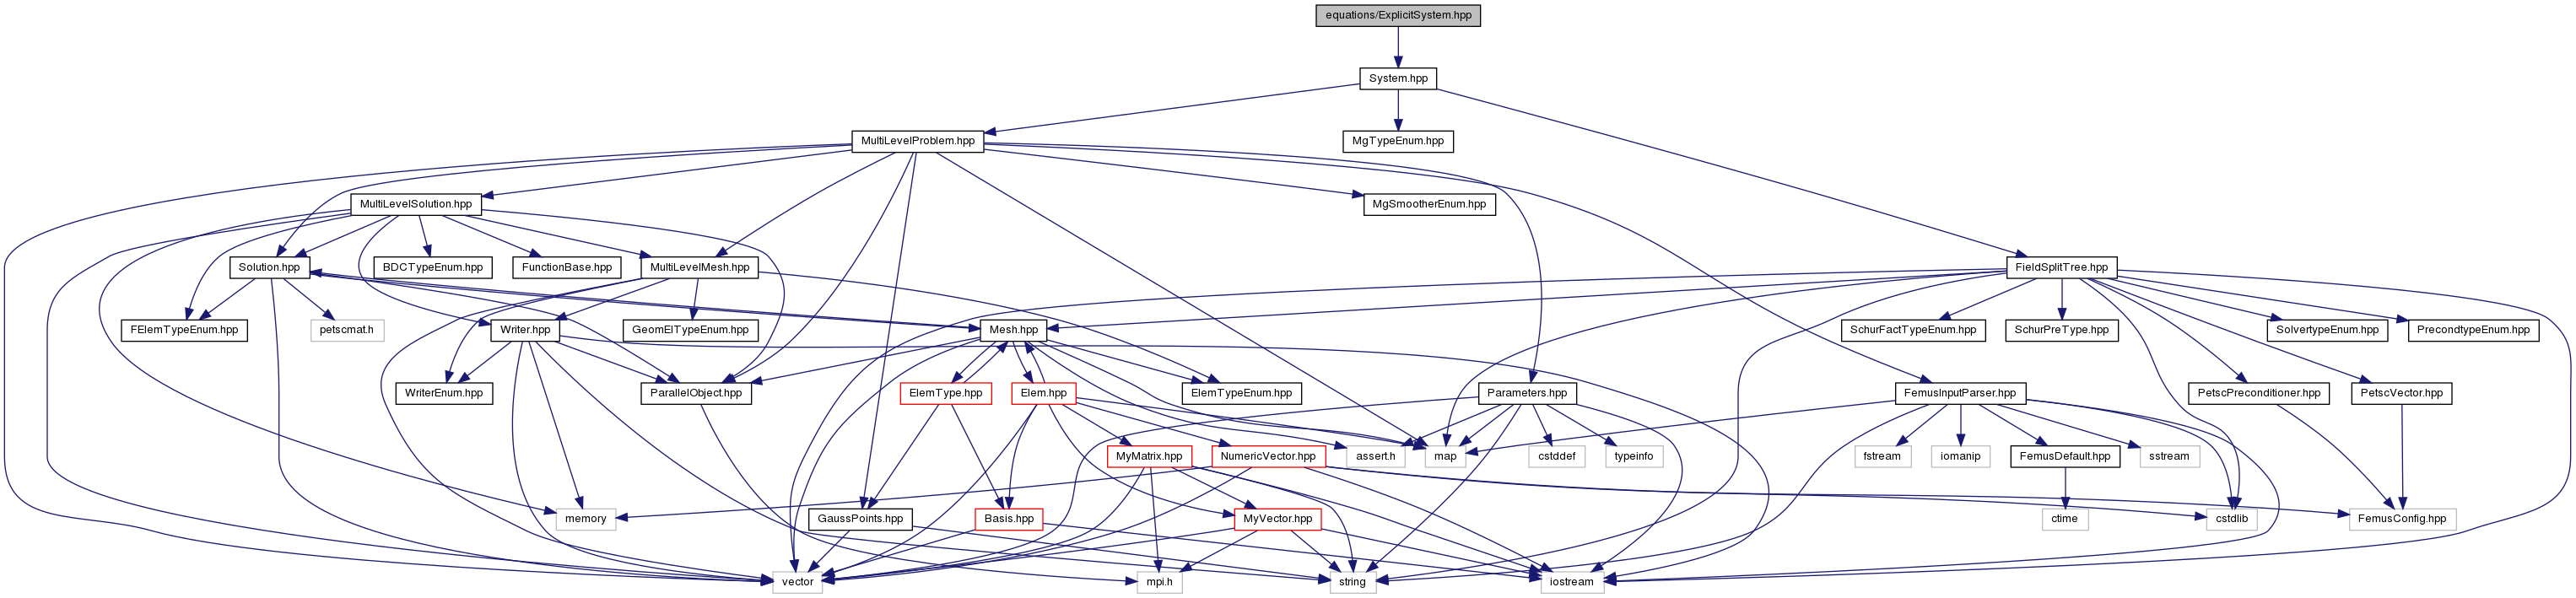 equations/ExplicitSystem.hpp
System.hpp
MultiLevelProblem.hpp
MgTypeEnum.hpp
MultiLevelSolution.hpp
MgSmootherEnum.hpp
Solution.hpp
BDCTypeEnum.hpp
FunctionBase.hpp
MultiLevelMesh.hpp
FieldSplitTree.hpp
FElemTypeEnum.hpp
petscmat.h
Writer.hpp
GeomElTypeEnum.hpp
Mesh.hpp
SchurFactTypeEnum.hpp
SchurPreType.hpp
SolvertypeEnum.hpp
PrecondtypeEnum.hpp
WriterEnum.hpp
ParallelObject.hpp
ElemType.hpp
Elem.hpp
ElemTypeEnum.hpp
Parameters.hpp
FemusInputParser.hpp
PetscPreconditioner.hpp
PetscVector.hpp
MyMatrix.hpp
NumericVector.hpp
assert.h
map
cstddef
typeinfo
fstream
iomanip
FemusDefault.hpp
sstream
memory
GaussPoints.hpp
Basis.hpp
MyVector.hpp
ctime
cstdlib
FemusConfig.hpp
vector
mpi.h
string
iostream